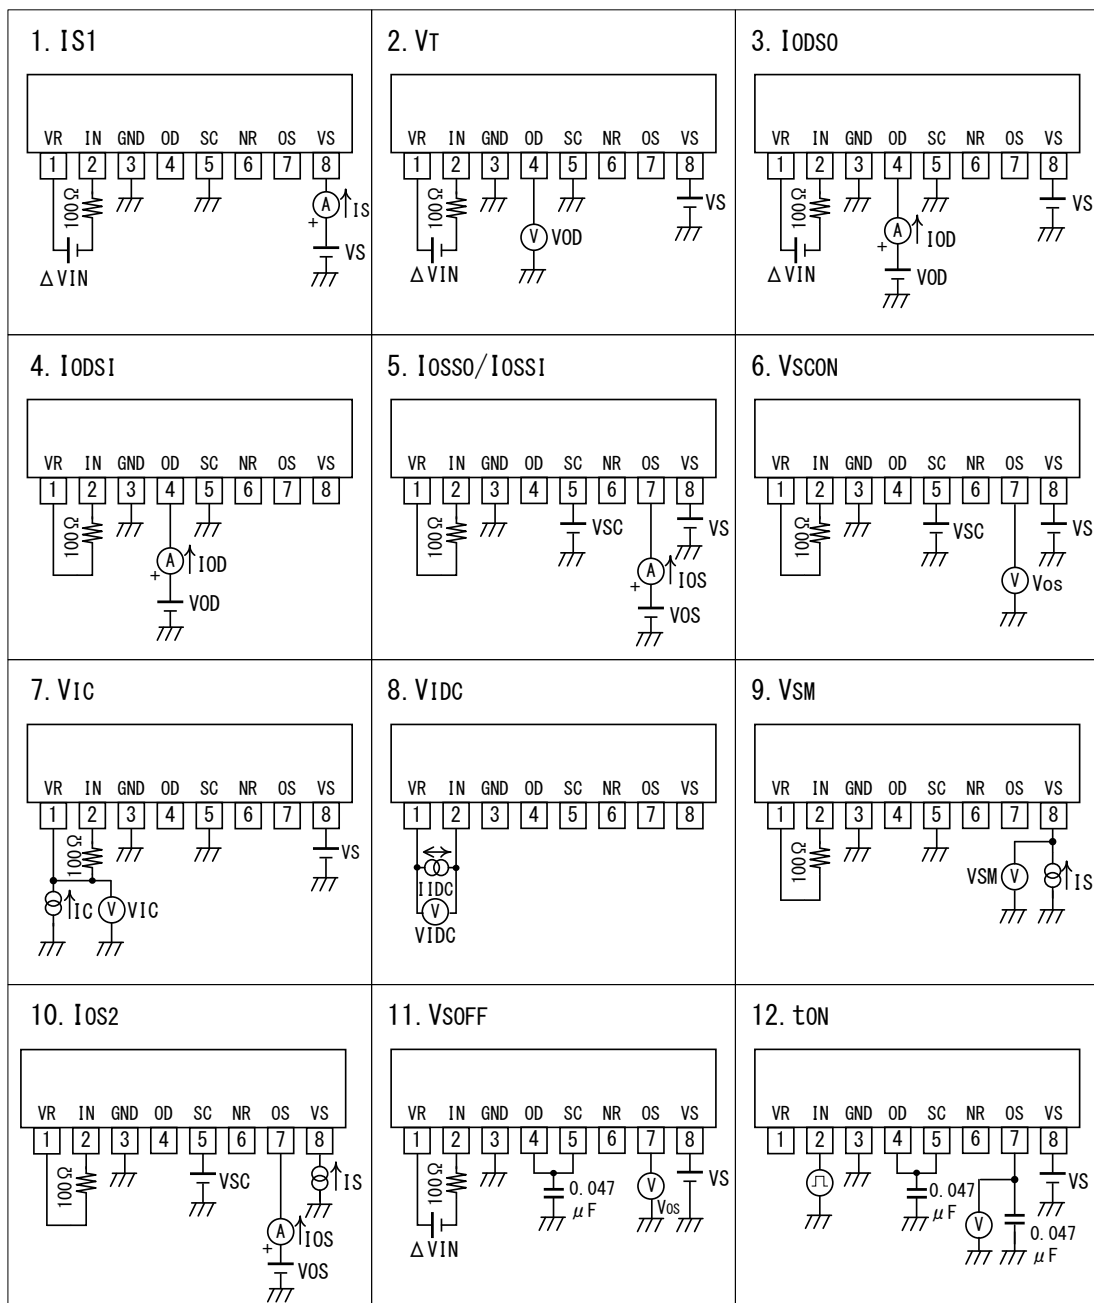 1. IS1
VR IN GND OD SC NR OS VS
1 2 3 4 5 6 7 8
100Ω
A
IS
+
VS
ΔVIN
2. VT
VR IN GND OD SC NR OS VS
1 2 3 4 5 6 7 8
100Ω
VS
V VOD
ΔVIN
3. IODSO
VR IN GND OD SC NR OS VS
1 2 3 4 5 6 7 8
100Ω
VS
A IOD
+
ΔVIN
VOD
4. IODSI
VR IN GND OD SC NR OS VS
1 2 3 4 5 6 7 8
100Ω
A IOD
+
VOD
5. IOSSO/IOSSI
VR IN GND OD SC NR OS VS
1 2 3 4 5 6 7 8
100Ω
VSC
VS
A IOS
+
VOS
6. VSCON
VR IN GND OD SC NR OS VS
1 2 3 4 5 6 7 8
100Ω
VSC
VS
V Vos
7. VIC
VR IN GND OD SC NR OS VS
1 2 3 4 5 6 7 8
100Ω
VS
IC V VIC
8. VIDC
VR IN GND OD SC NR OS VS
1 2 3 4 5 6 7 8
IIDC
V
VIDC
9. VSM
VR IN GND OD SC NR OS VS
1 2 3 4 5 6 7 8
100Ω
VSM V IS
10. IOS2
VR IN GND OD SC NR OS VS
1 2 3 4 5 6 7 8
100Ω
VSC
IS
A IOS
+
VOS
11. VSOFF
VR IN GND OD SC NR OS VS
1 2 3 4 5 6 7 8
100Ω
VS
0.047
μF
V
Vos
ΔVIN
12. tON
VR IN GND OD SC NR OS VS
1 2 3 4 5 6 7 8
VS
0.047
μF
V
0.047
μF